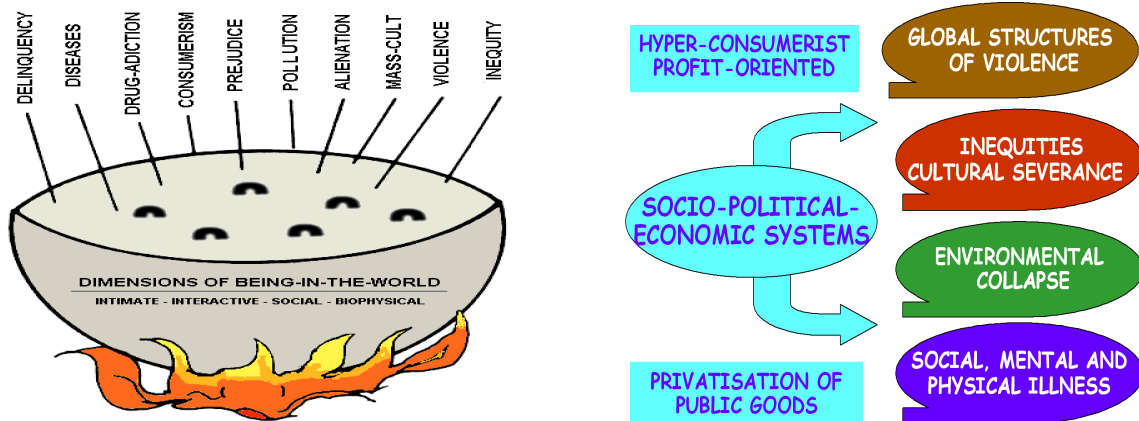 DELINQUENCY
DISEASES
DRUG-ADICTION
CONSUMERISM
PREJUDICE
POLLUTION
ALIENATION
MASS-CULT
VIOLENCE
INEQUITY
DIMENSIONS OF BEING-IN-THE-WORLD
INTIMATE - INTERACTIVE - SOCIAL - BIOPHYSICAL
HYPER-CONSUMERIST
PROFIT-ORIENTED
SOCIO-POLITICAL-
ECONOMIC SYSTEMS
PRIVATISATION OF
PUBLIC GOODS
GLOBAL STRUCTURES
OF VIOLENCE
INEQUITIES
CULTURAL SEVERANCE
ENVIRONMENTAL
COLLAPSE
SOCIAL, MENTAL AND
PHYSICAL ILLNESS